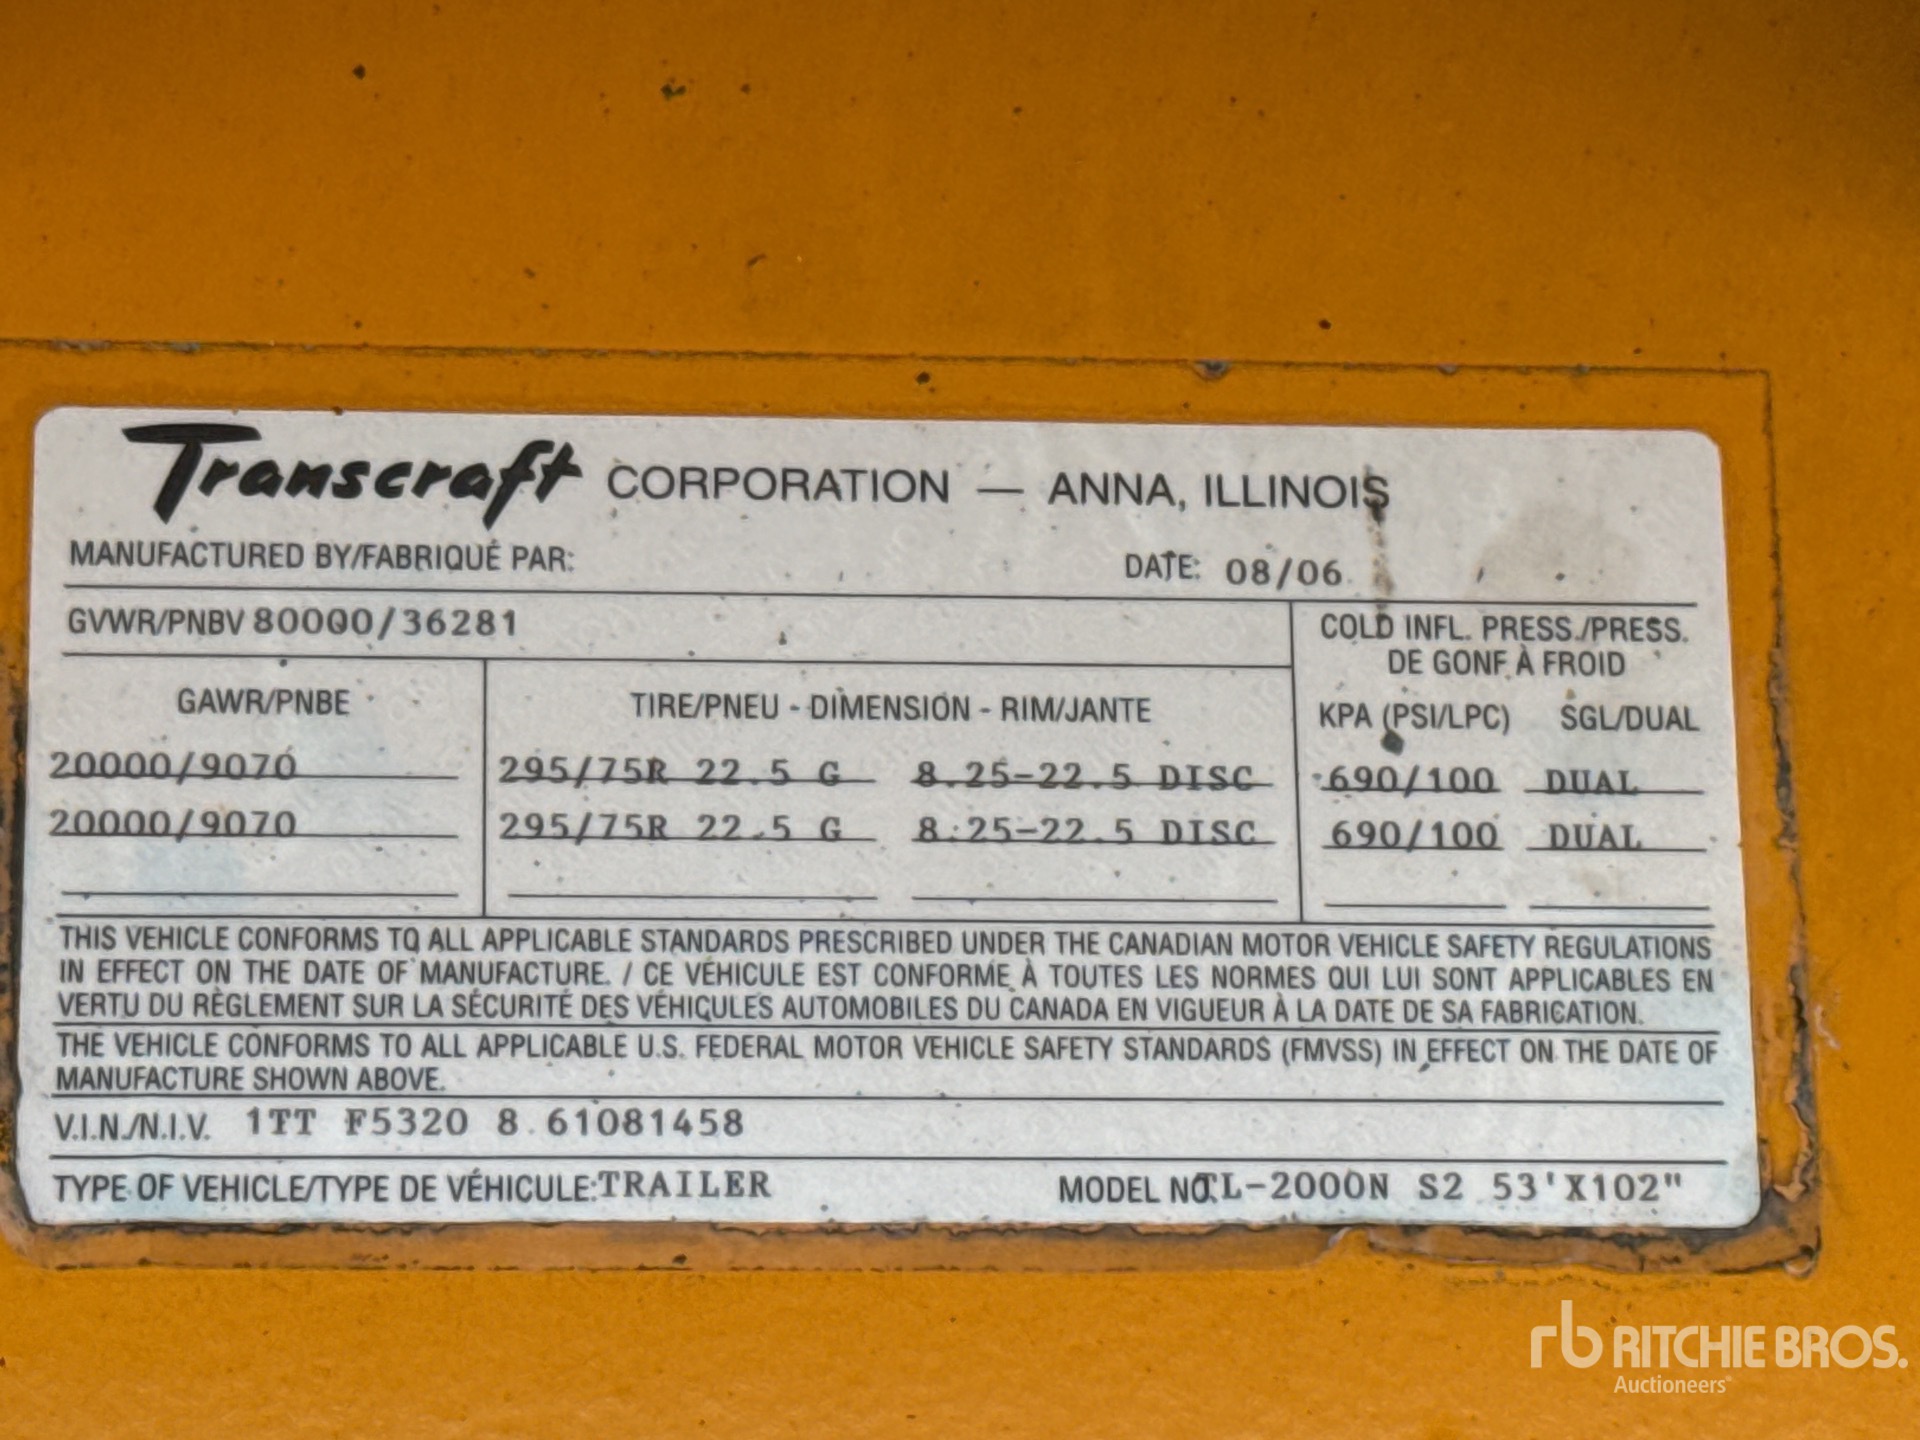 Transcraft CORPORATION — ANNA, ILLINOIS
MANUFACTURED BY/FABRIQUÉ PAR: DATE: 08/06
GVWR/PNBV 80000/36281
COLD INFL. PRESS./PRESS.
DE GONF. À FROID
GAWR/PNBE TIRE/PNEU - DIMENSION - RIM/JANTE KPA (PSI/LPC) SGL/DUAL
20000/9070 295/75R 22.5 G 8.25-22.5 DISC 690/100 DUAL
20000/9070 295/75R 22.5 G 8.25-22.5 DISC 690/100 DUAL
THIS VEHICLE CONFORMS TO ALL APPLICABLE STANDARDS PRESCRIBED UNDER THE CANADIAN MOTOR VEHICLE SAFETY REGULATIONS
IN EFFECT ON THE DATE OF MANUFACTURE. / CE VÉHICULE EST CONFORME À TOUTES LES NORMES QUI LUI SONT APPLICABLES EN
VERTU DU RÈGLEMENT SUR LA SÉCURITÉ DES VÉHICULES AUTOMOBILES DU CANADA EN VIGUEUR À LA DATE DE SA FABRICATION.
THE VEHICLE CONFORMS TO ALL APPLICABLE U.S. FEDERAL MOTOR VEHICLE SAFETY STANDARDS (FMVSS) IN EFFECT ON THE DATE OF
MANUFACTURE SHOWN ABOVE.
V.I.N./N.I.V. 1TT F5320 8 61081458
TYPE OF VEHICLE/TYPE DE VÉHICULE: TRAILER MODEL NO. TL-2000N S2 53'X102"
rb RITCHIE BROS.
Auctioneers